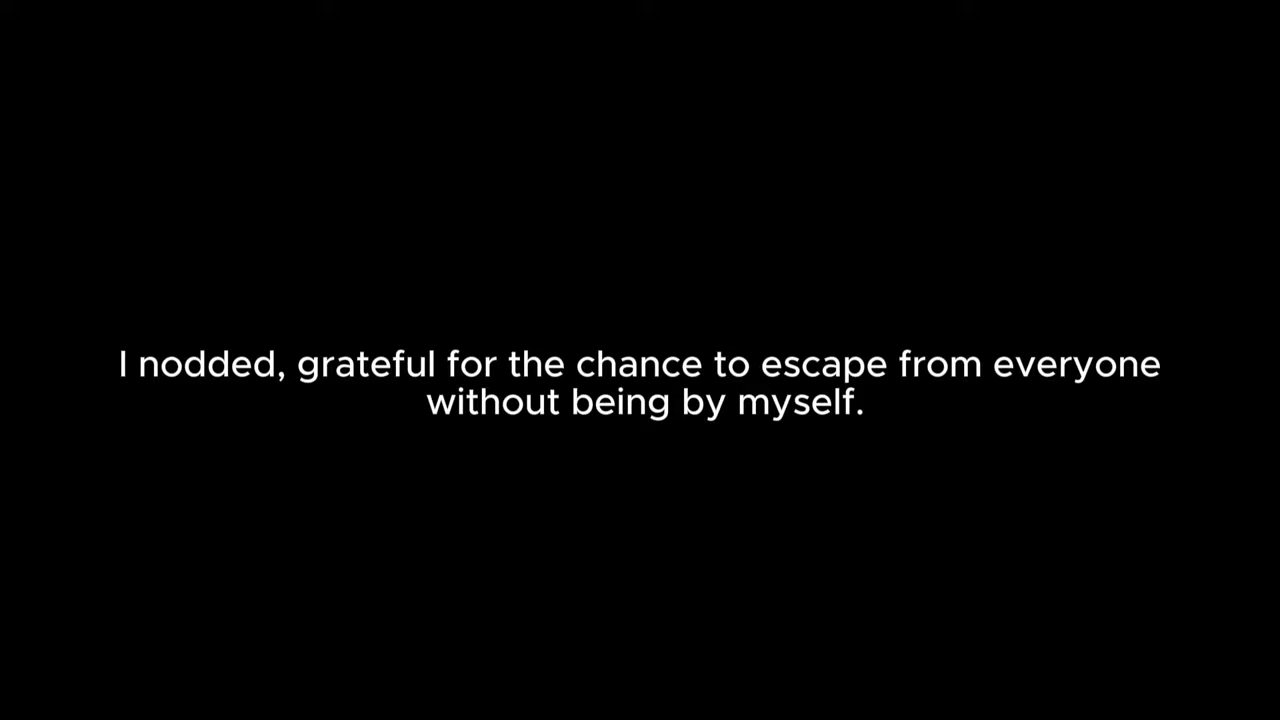 I nodded, grateful for the chance to escape from everyone
without being by myself.